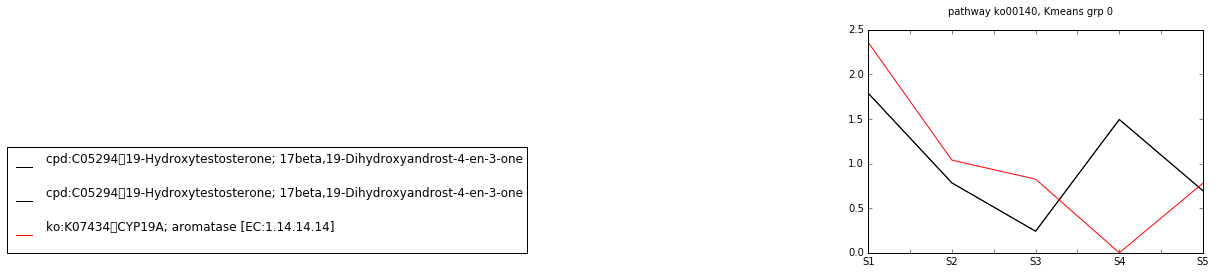 pathway ko00140, Kmeans grp 0
2.5
2.0
1.5
1.0
0.5
0.0
S1 S2 S3 S4 S5
cpd:C05294▯19-Hydroxytestosterone; 17beta,19-Dihydroxyandrost-4-en-3-one
cpd:C05294▯19-Hydroxytestosterone; 17beta,19-Dihydroxyandrost-4-en-3-one
ko:K07434▯CYP19A; aromatase [EC:1.14.14.14]